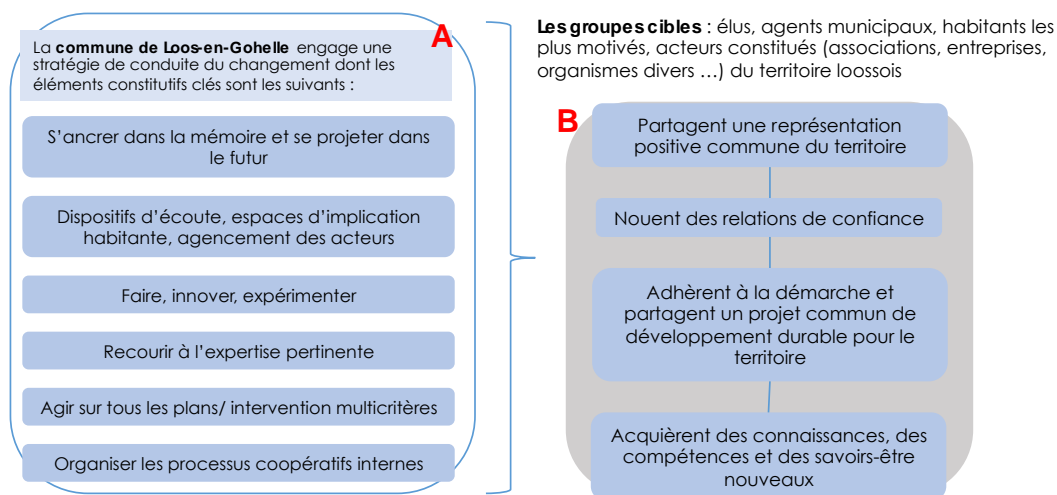 A
La commune de Loos-en-Gohelle engage une
stratégie de conduite du changement dont les
éléments constitutifs clés sont les suivants :
S'ancrer dans la mémoire et se projeter dans
le futur
Dispositifs d'écoute, espaces d'implication
habitante, agencement des acteurs
Faire, innover, expérimenter
Recourir à l'expertise pertinente
Agir sur tous les plans/ intervention multicritères
Organiser les processus coopératifs internes
Les groupes cibles : élus, agents municipaux, habitants les
plus motivés, acteurs constitués (associations, entreprises,
organismes divers ...) du territoire loossois
B
Partagent une représentation
positive commune du territoire
Nouent des relations de confiance
Adhèrent à la démarche et
partagent un projet commun de
développement durable pour le
territoire
Acquièrent des connaissances, des
compétences et des savoirs-être
nouveaux